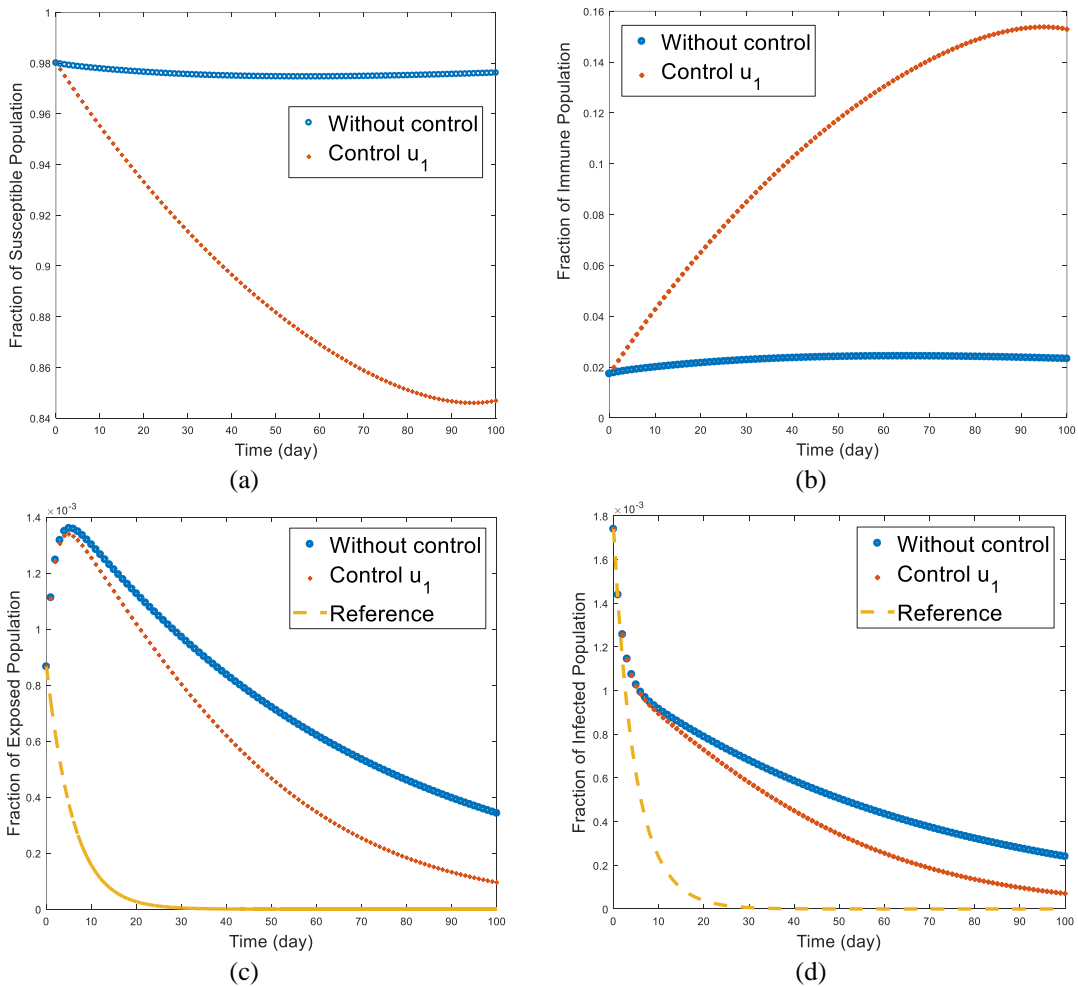 1
0.98
0.96
0.94
0.92
0.9
0.88
0.86
0.84
Fraction of Susceptible Population
Without control
Control u1
0 10 20 30 40 50 60 70 80 90 100
Time (day)
(a)
0.16
0.14
0.12
0.1
0.08
0.06
0.04
0.02
0
Fraction of Immune Population
Without control
Control u1
0 10 20 30 40 50 60 70 80 90 100
Time (day)
(b)
×10-3
1.4
1.2
1
0.8
0.6
0.4
0.2
0
Fraction of Exposed Population
Without control
Control u1
Reference
0 10 20 30 40 50 60 70 80 90 100
Time (day)
(c)
×10-3
1.8
1.6
1.4
1.2
1
0.8
0.6
0.4
0.2
0
Fraction of Infected Population
Without control
Control u1
Reference
0 10 20 30 40 50 60 70 80 90 100
Time (day)
(d)